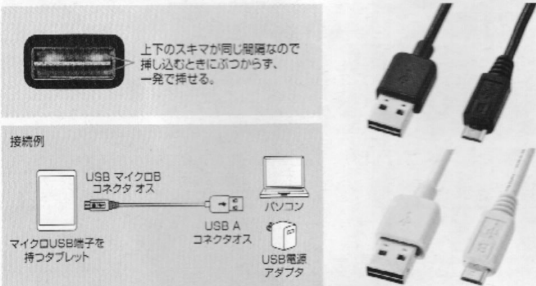 上下のスキマが同じ間隔なので
挿し込むときにぶつからず、
一発で挿せる。
接続例
USB マイクロB
コネクタ オス
マイクロUSB端子を
持つタブレット
USB A
コネクタオス
パソコン
USB電源
アダプタ